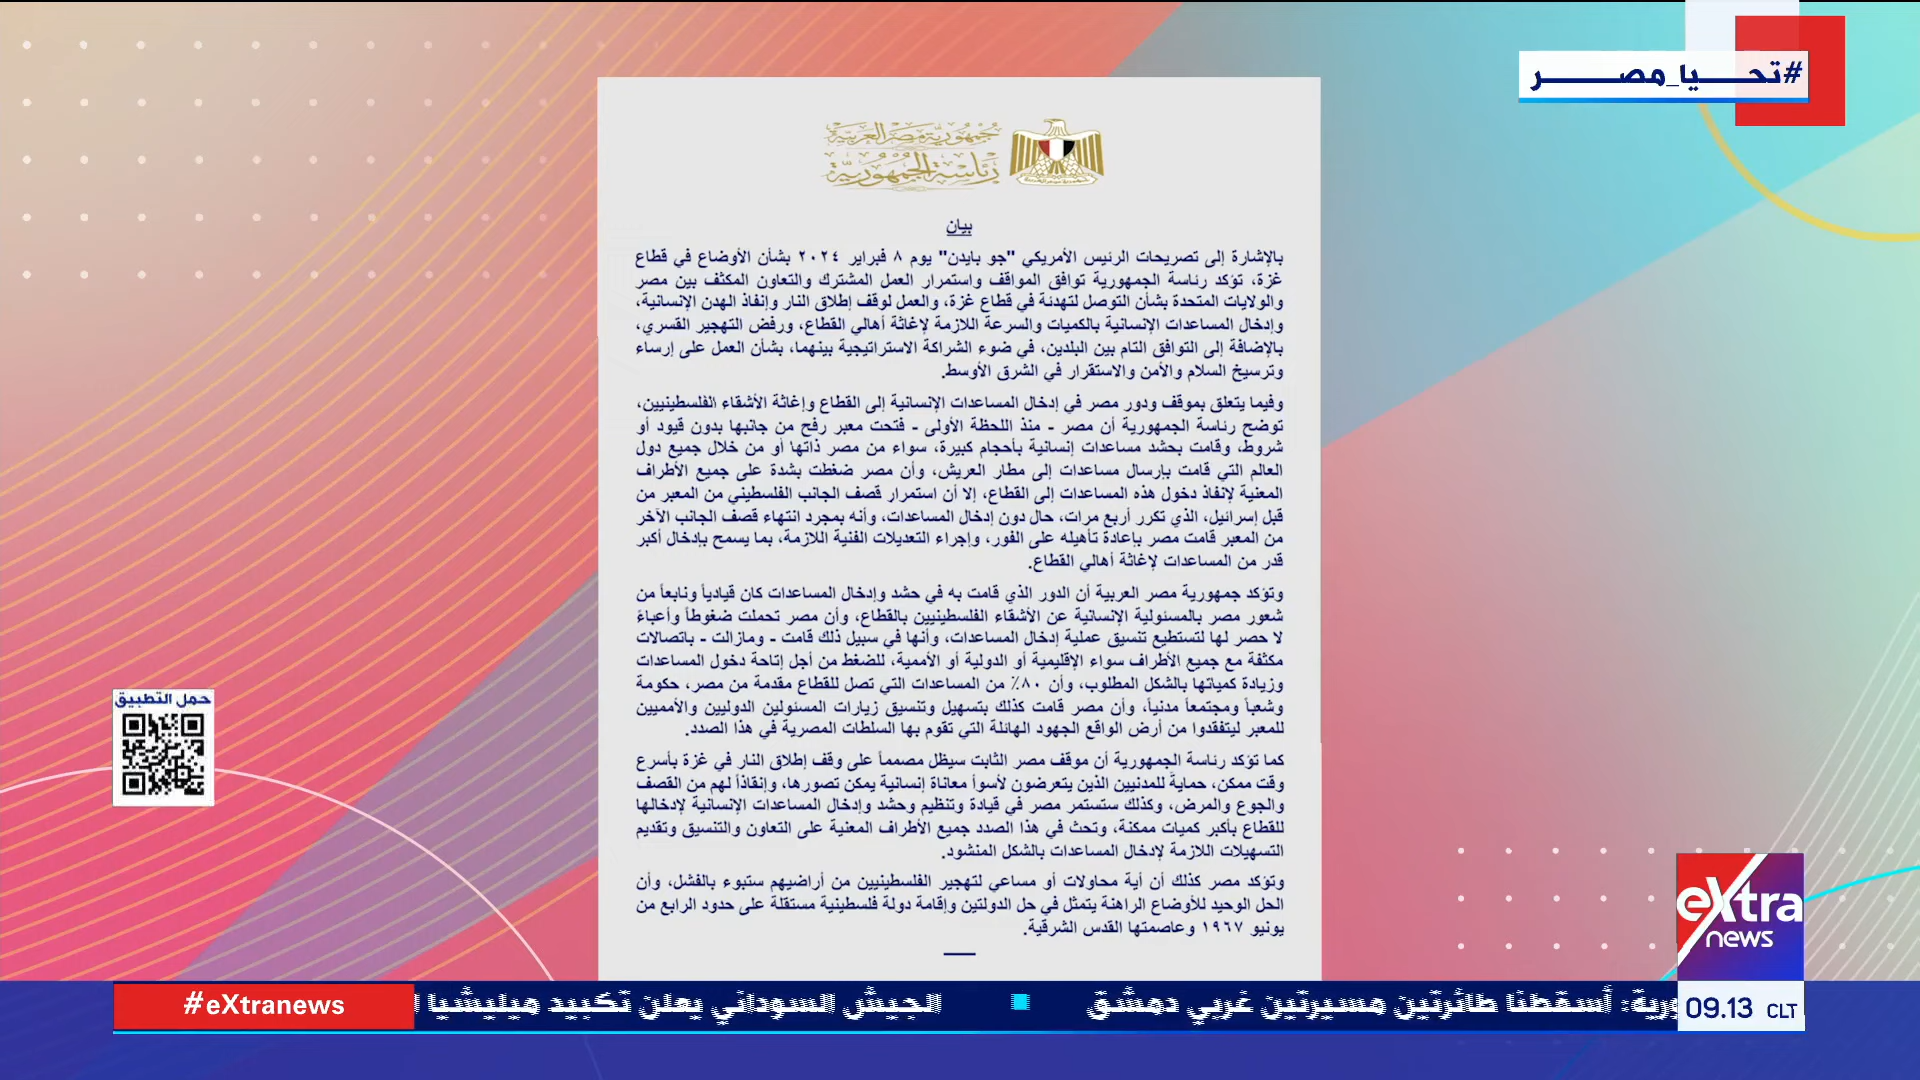 #تحـــيا_مصـــــر
جمهورية مصر العربية
رئاسة الجمهورية
بيان
بالإشارة إلى تصريحات الرئيس الأمريكي "جو بايدن" يوم ٨ فبراير ٢٠٢٤ بشأن الأوضاع في قطاع
غزة، تؤكد رئاسة الجمهورية توافق المواقف واستمرار العمل المشترك والتعاون المكثف بين مصر
والولايات المتحدة بشأن التوصل لتهدئة في قطاع غزة، والعمل لوقف إطلاق النار وإنفاذ الهدن الإنسانية،
وإدخال المساعدات الإنسانية بالكميات والسرعة اللازمة لإغاثة أهالي القطاع، ورفض التهجير القسري،
بالإضافة إلى التوافق التام بين البلدين، في ضوء الشراكة الاستراتيجية بينهما، بشأن العمل على إرساء
وترسيخ السلام والأمن والاستقرار في الشرق الأوسط.
وفيما يتعلق بموقف ودور مصر في إدخال المساعدات الإنسانية إلى القطاع وإغاثة الأشقاء الفلسطينيين،
توضح رئاسة الجمهورية أن مصر - منذ اللحظة الأولى - فتحت معبر رفح من جانبها بدون قيود أو
شروط، وقامت بحشد مساعدات إنسانية بأحجام كبيرة، سواء من مصر ذاتها أو من خلال جميع دول
العالم التي قامت بإرسال مساعدات إلى مطار العريش، وأن مصر ضغطت بشدة على جميع الأطراف
المعنية لإنفاذ دخول هذه المساعدات إلى القطاع، إلا أن استمرار قصف الجانب الفلسطيني من المعبر من
قبل إسرائيل، الذي تكرر أربع مرات، حال دون إدخال المساعدات، وأنه بمجرد انتهاء قصف الجانب الآخر
من المعبر قامت مصر بإعادة تأهيله على الفور، وإجراء التعديلات الفنية اللازمة، بما يسمح بإدخال أكبر
قدر من المساعدات لإغاثة أهالي القطاع.
وتؤكد جمهورية مصر العربية أن الدور الذي قامت به في حشد وإدخال المساعدات كان قيادياً ونابعاً من
شعور مصر بالمسئولية الإنسانية عن الأشقاء الفلسطينيين بالقطاع، وأن مصر تحملت ضغوطاً وأعباءً
لا حصر لها لتستطيع تنسيق عملية إدخال المساعدات، وأنها في سبيل ذلك قامت - ومازالت - باتصالات
مكثفة مع جميع الأطراف سواء الإقليمية أو الدولية أو الأممية، للضغط من أجل إتاحة دخول المساعدات
وزيادة كمياتها بالشكل المطلوب، وأن ٨٠٪ من المساعدات التي تصل للقطاع مقدمة من مصر، حكومة
وشعباً ومجتمعاً مدنياً، وأن مصر قامت كذلك بتسهيل وتنسيق زيارات المسئولين الدوليين والأمميين
للمعبر ليتفقدوا من أرض الواقع الجهود الهائلة التي تقوم بها السلطات المصرية في هذا الصدد.
كما تؤكد رئاسة الجمهورية أن موقف مصر الثابت سيظل مصمماً على وقف إطلاق النار في غزة بأسرع
وقت ممكن، حمايةً للمدنيين الذين يتعرضون لأسوأ معاناة إنسانية يمكن تصورها، وإنقاذاً لهم من القصف
والجوع والمرض، وكذلك ستستمر مصر في قيادة وتنظيم وحشد وإدخال المساعدات الإنسانية لإدخالها
للقطاع بأكبر كميات ممكنة، وتحث في هذا الصدد جميع الأطراف المعنية على التعاون والتنسيق وتقديم
التسهيلات اللازمة لإدخال المساعدات بالشكل المنشود.
وتؤكد مصر كذلك أن أية محاولات أو مساعي لتهجير الفلسطينيين من أراضيهم ستبوء بالفشل، وأن
الحل الوحيد للأوضاع الراهنة يتمثل في حل الدولتين وإقامة دولة فلسطينية مستقلة على حدود الرابع من
يونيو ١٩٦٧ وعاصمتها القدس الشرقية.
حمل التطبيق
eXtra
news
09.13 CLT
ورية: أسقطنا طائرتين مسيرتين غربي دمشق ■ الجيش السوداني يعلن تكبيد ميليشيا
#eXtranews